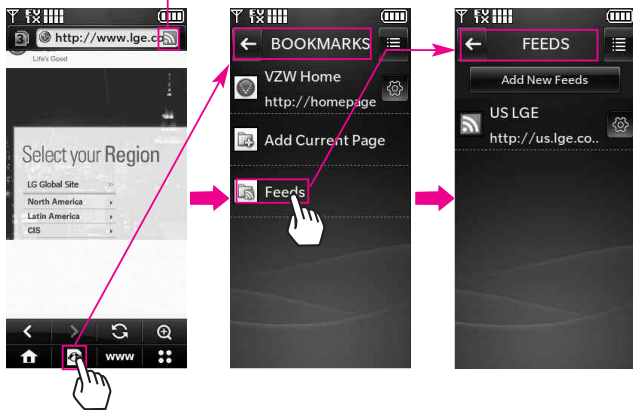 3 http://www.lge.co
Life's Good
Select your Region
LG Global Site
North America
Latin America
CIS
www
BOOKMARKS
VZW Home
http://homepage
Add Current Page
Feeds
FEEDS
Add New Feeds
US LGE
http://us.lge.co..